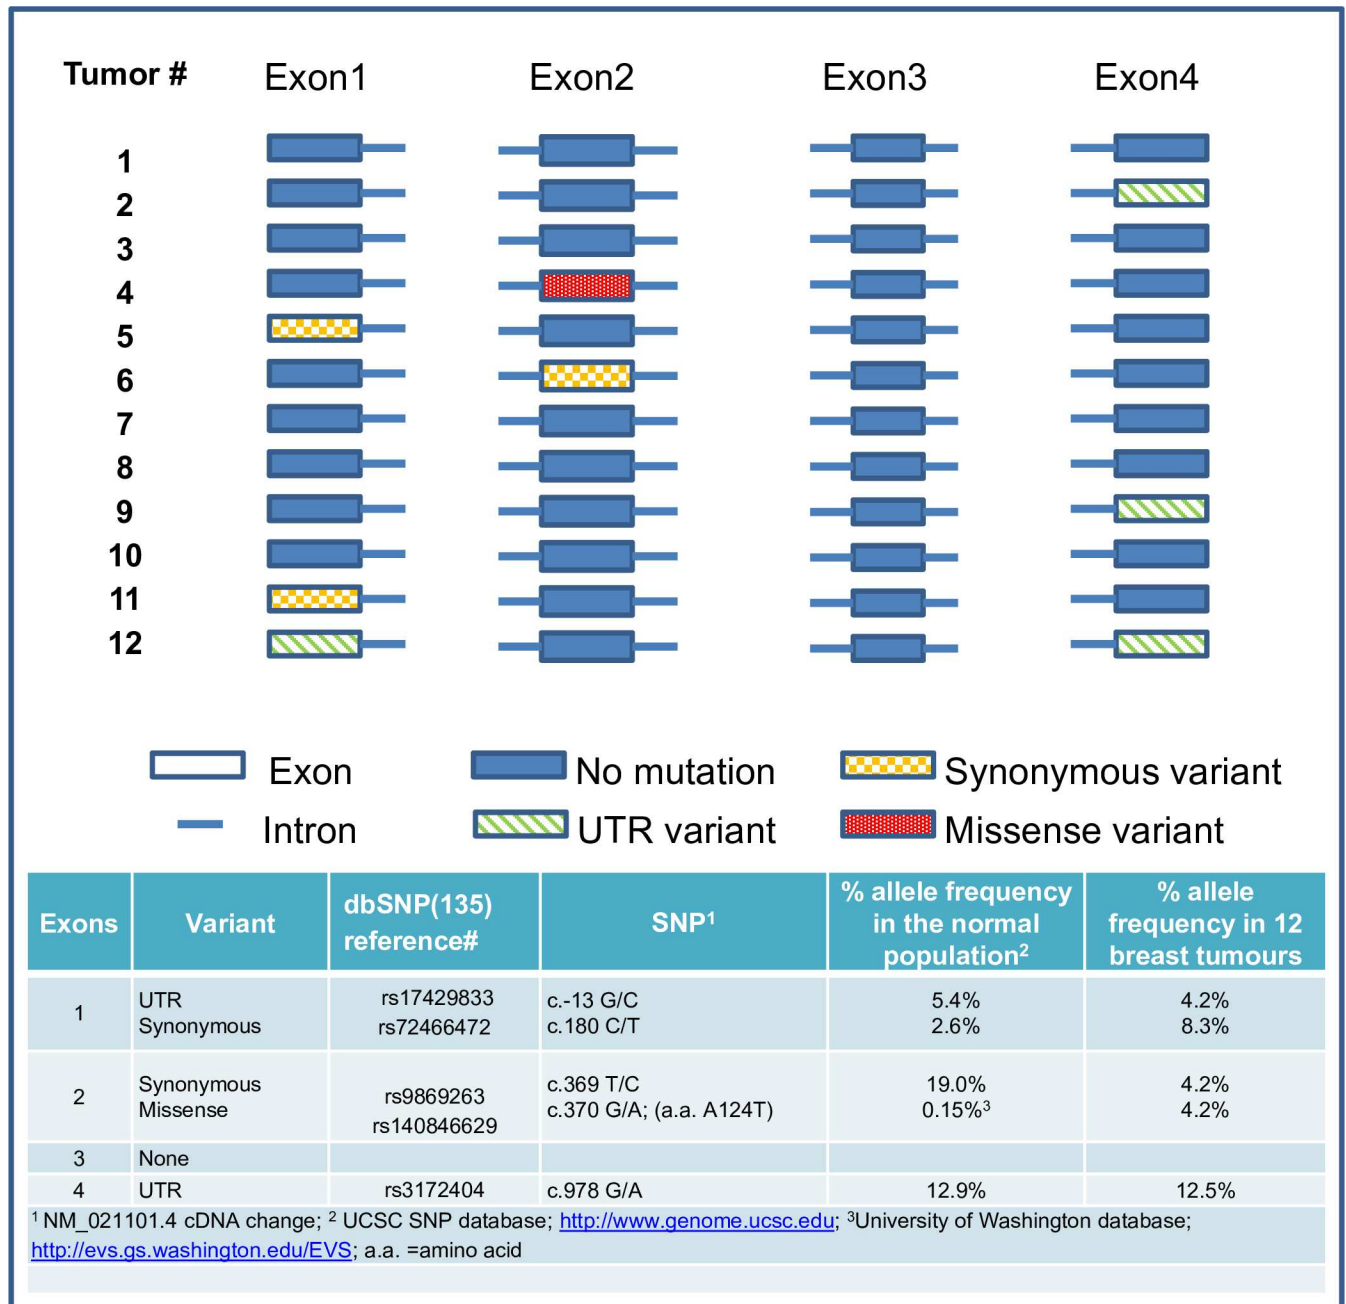 Tumor # Exon1 Exon2 Exon3 Exon4
1
2
3
4
5
6
7
8
9
10
11
12
Exon No mutation Synonymous variant
Intron UTR variant Missense variant
Exons Variant dbSNP(135) reference# SNP1 % allele frequency in the normal population2 % allele frequency in 12 breast tumours
1 UTR rs17429833 c.-13 G/C 5.4% 4.2%
Synonymous rs72466472 c.180 C/T 2.6% 8.3%
2 Synonymous rs9869263 c.369 T/C 19.0% 4.2%
Missense rs140846629 c.370 G/A; (a.a. A124T) 0.15%3 4.2%
3 None
4 UTR rs3172404 c.978 G/A 12.9% 12.5%
1 NM_021101.4 cDNA change; 2 UCSC SNP database; http://www.genome.ucsc.edu; 3University of Washington database;
http://evs.gs.washington.edu/EVS; a.a. =amino acid